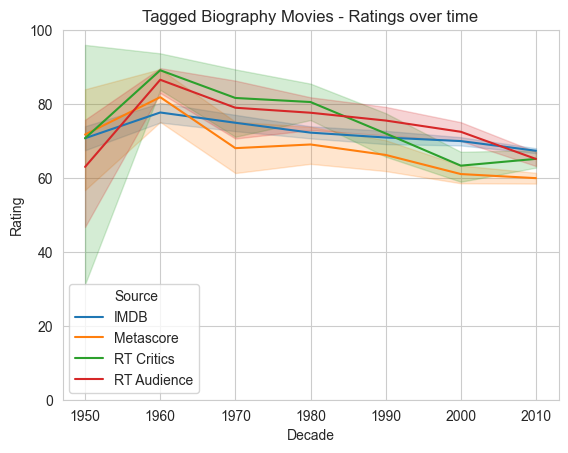 Tagged Biography Movies - Ratings over time
100
80
60
40
20
0
Rating
Source
IMDB
Metascore
RT Critics
RT Audience
1950 1960 1970 1980 1990 2000 2010
Decade